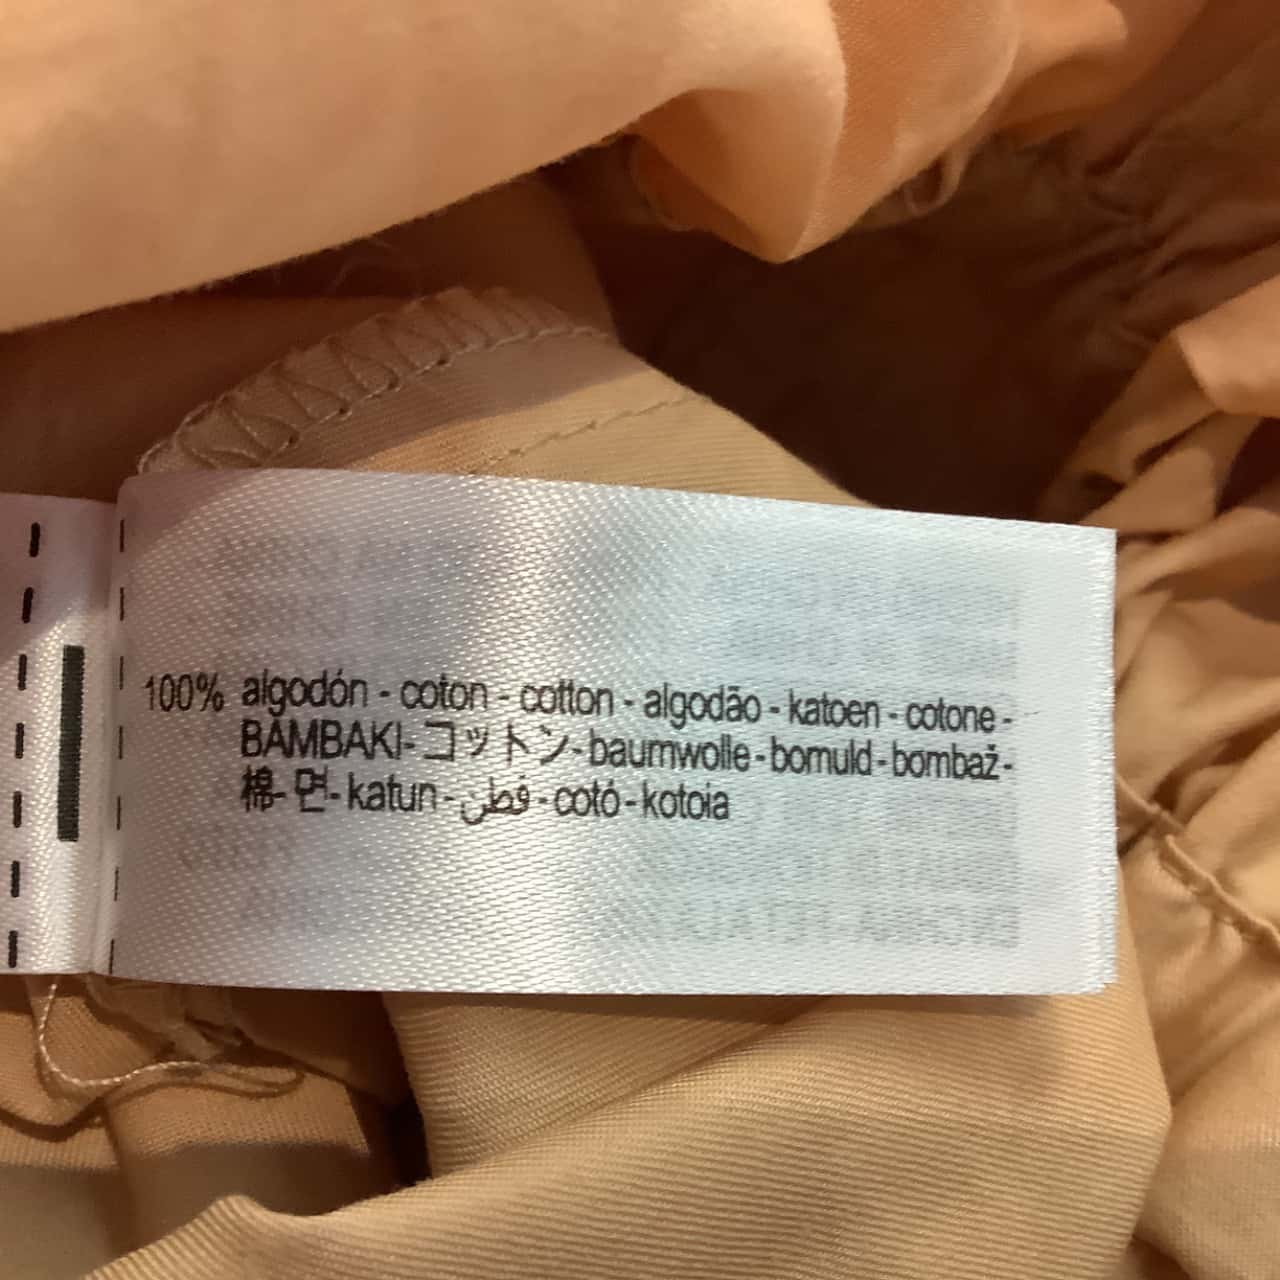 100% algodón - coton - cotton - algodão - katoen - cotone -
BAMBAKI- コットン-baumwolle - bomuld - bombaž-
棉- 면- katun - قطن - cotó - kotoia